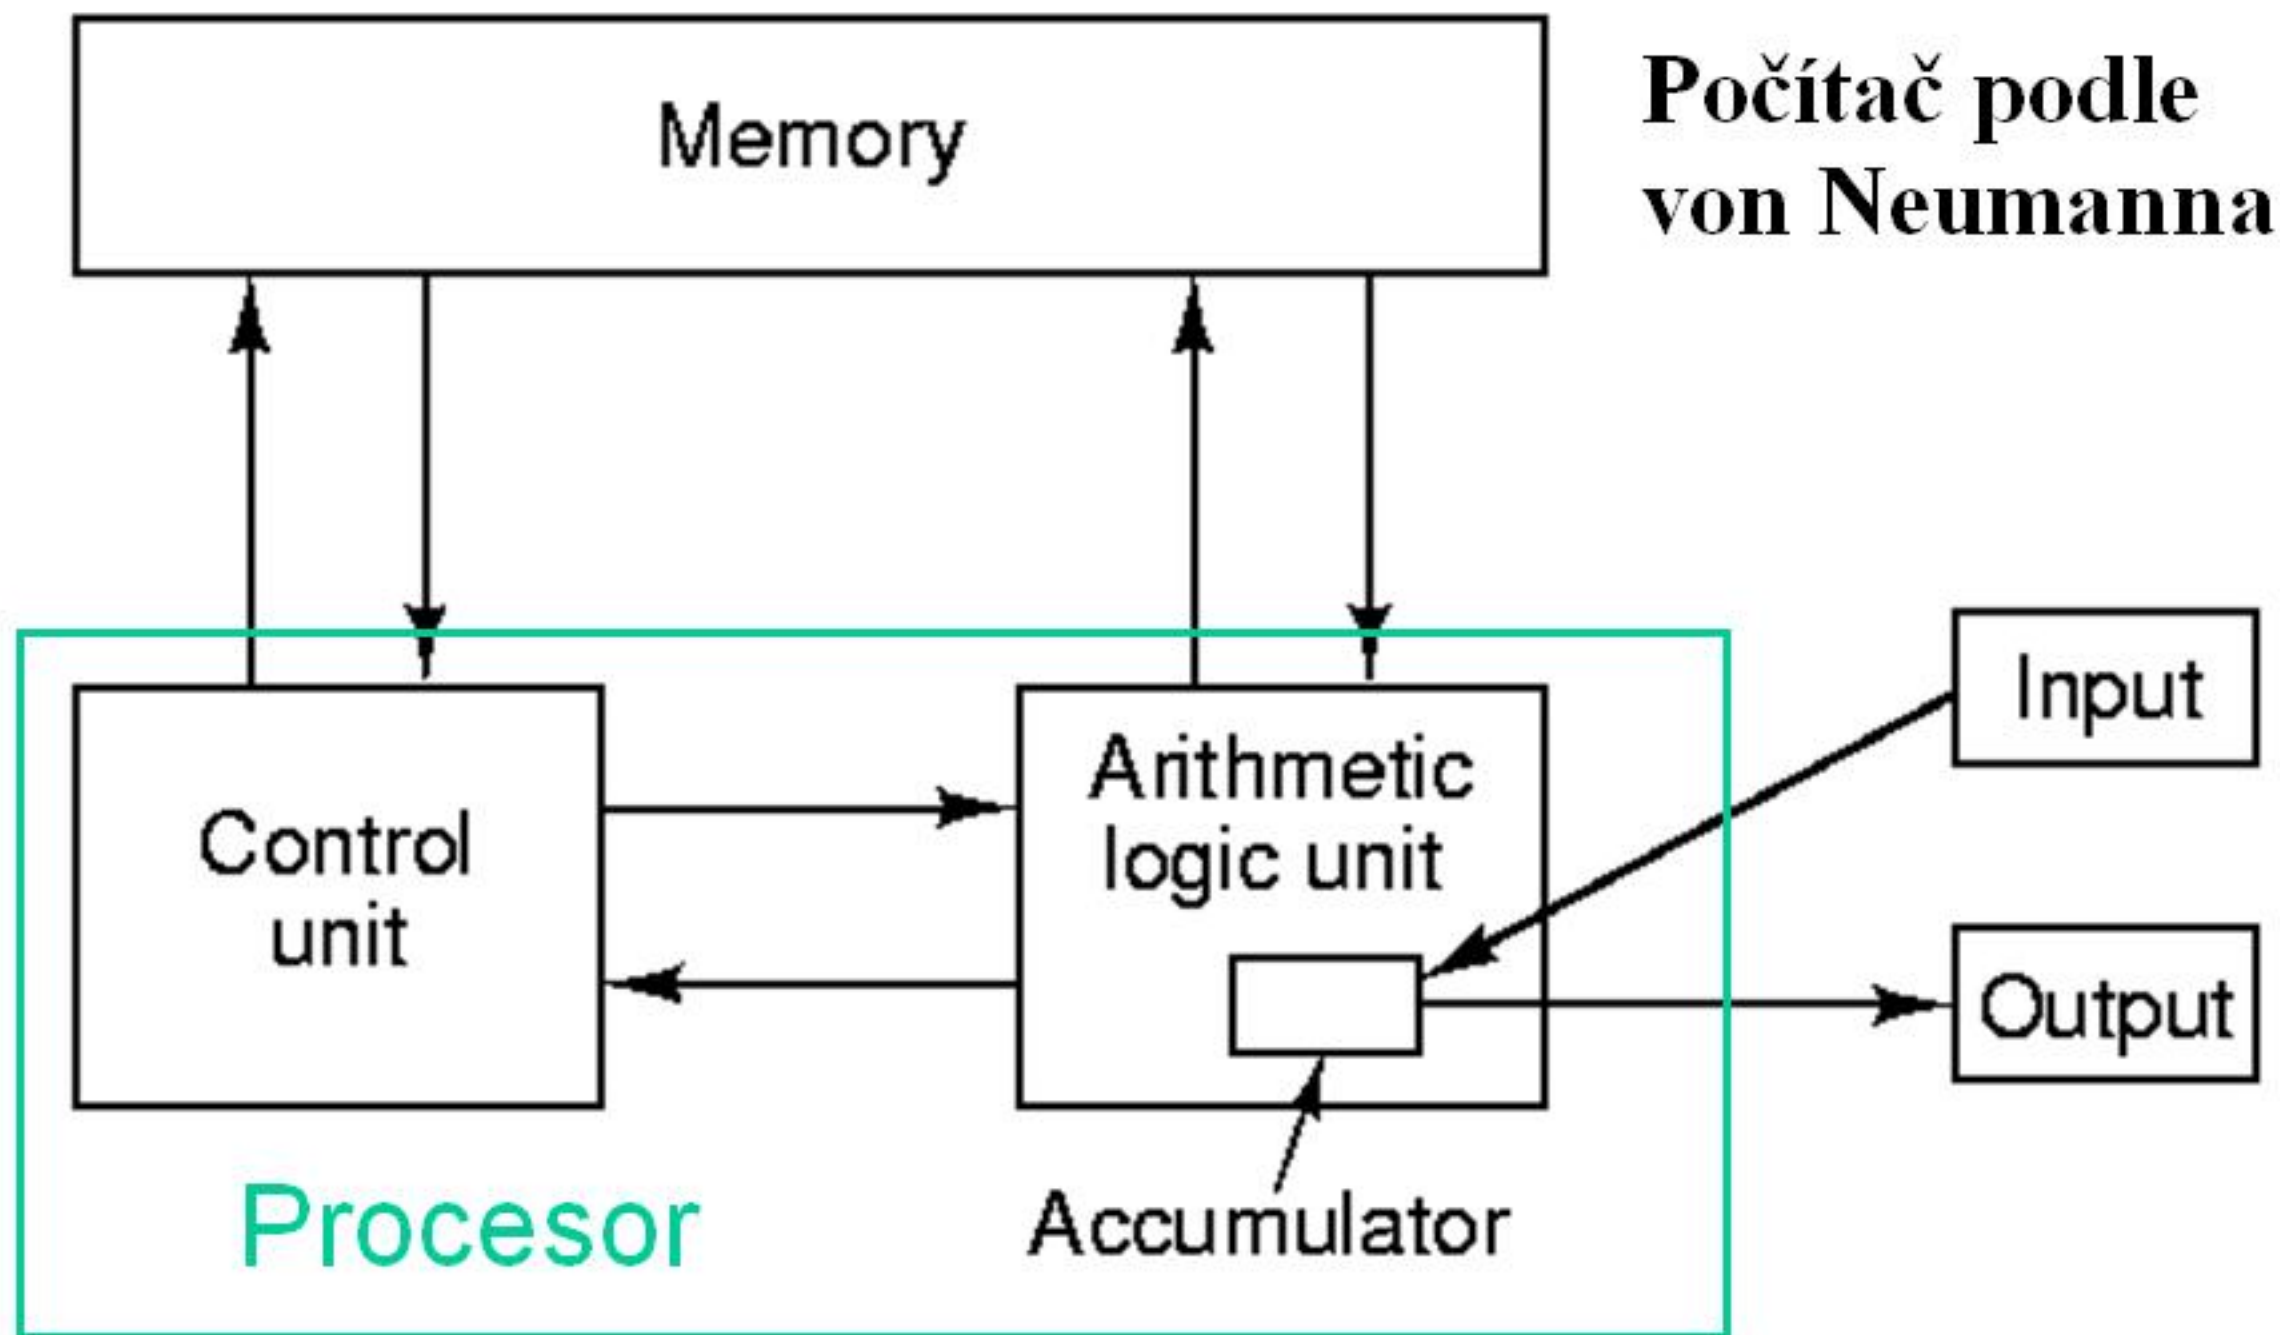 Memory
Počítač podle
von Neumanna
Control
unit
Arithmetic
logic unit
Input
Output
Accumulator
Procesor